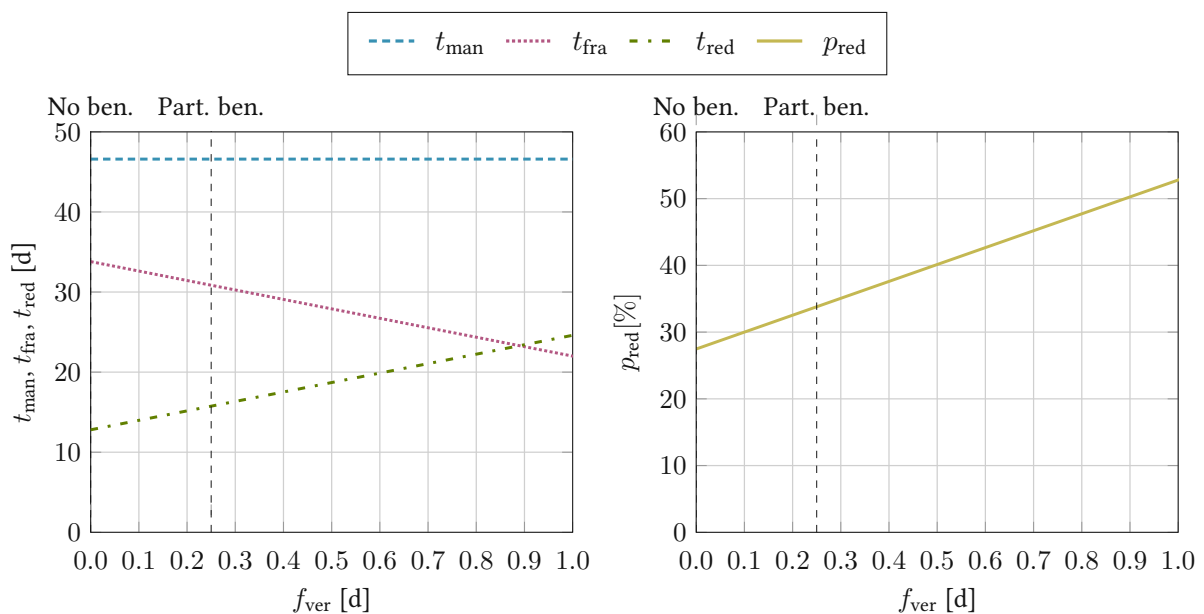 t_man t_fra t_red p_red
No ben. Part. ben.
50
40
30
20
10
0
t_man, t_fra, t_red [d]
0.0 0.1 0.2 0.3 0.4 0.5 0.6 0.7 0.8 0.9 1.0
f_ver [d]
No ben. Part. ben.
60
50
40
30
20
10
0
p_red[%]
0.0 0.1 0.2 0.3 0.4 0.5 0.6 0.7 0.8 0.9 1.0
f_ver [d]